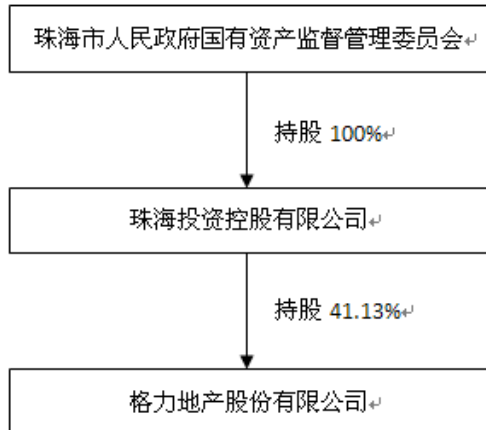 珠海市人民政府国有资产监督管理委员会
持股 100%
珠海投资控股有限公司
持股 41.13%
格力地产股份有限公司